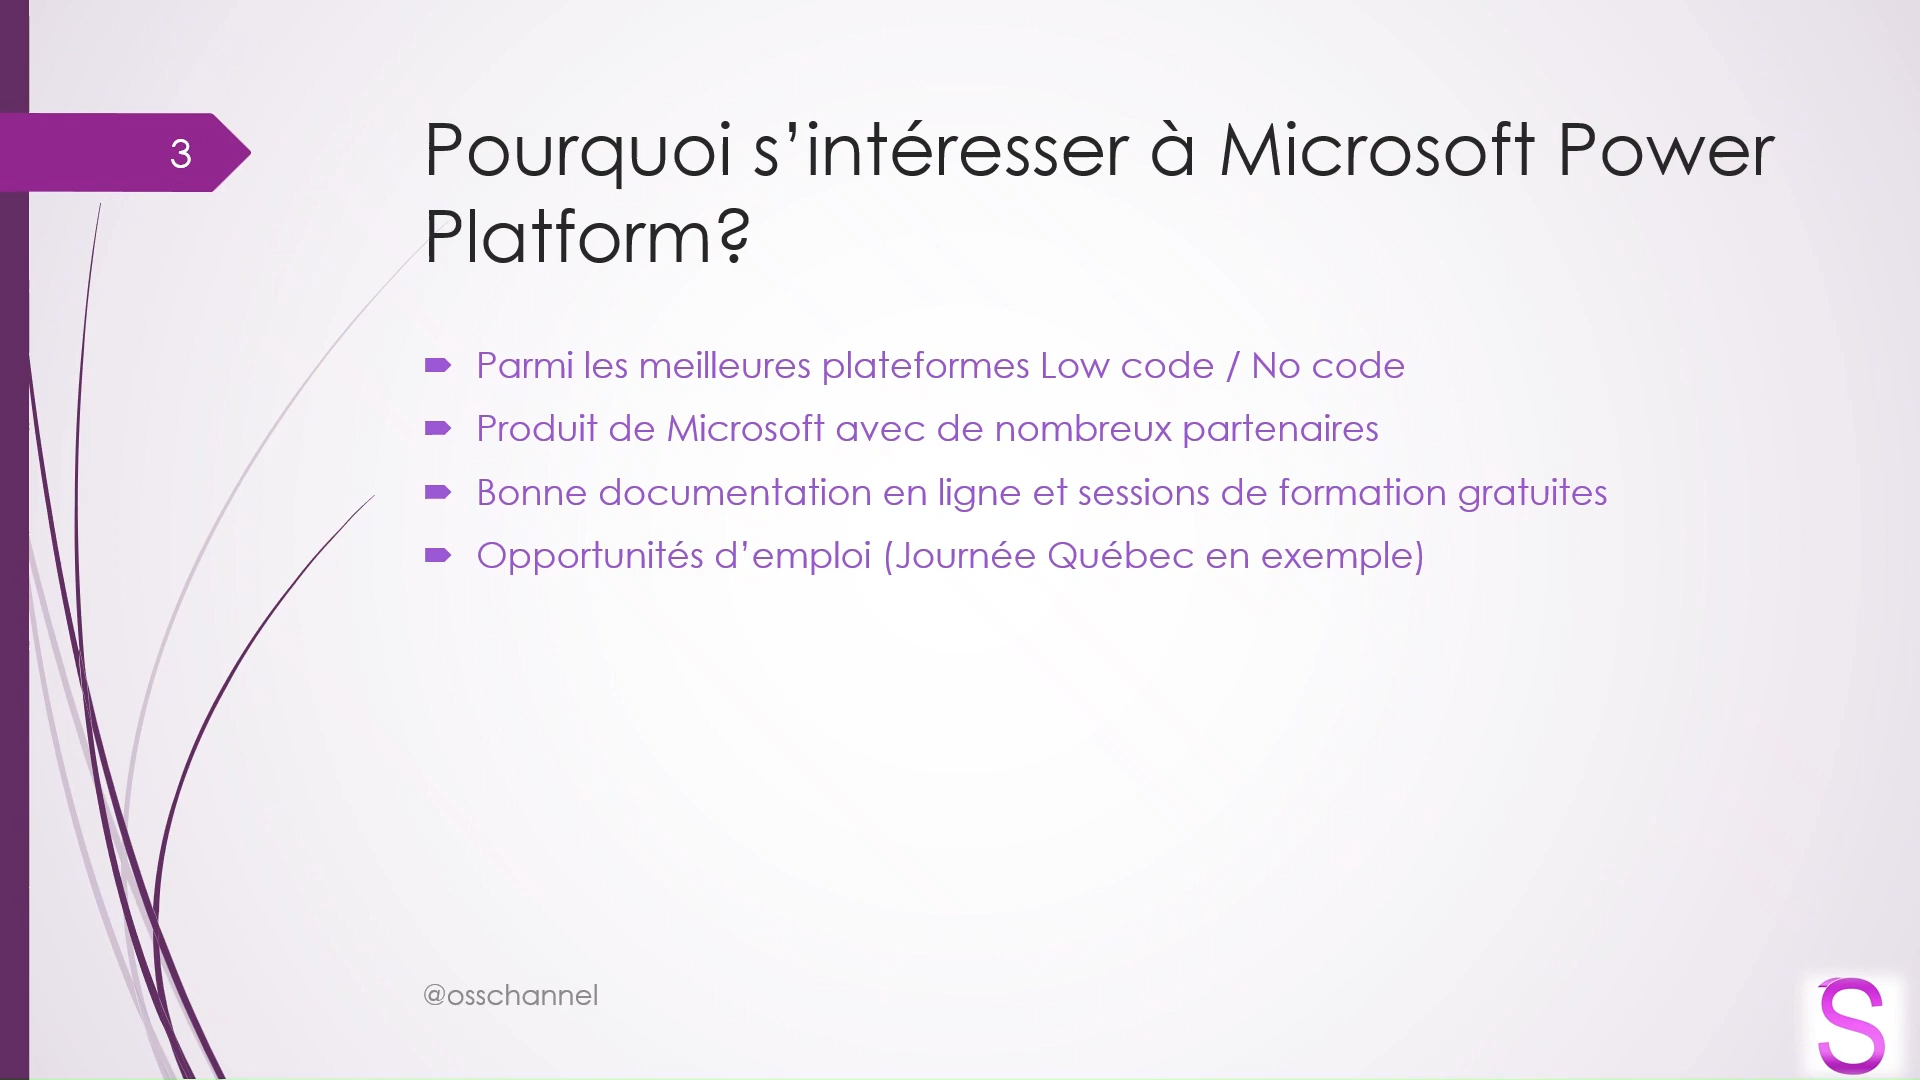 3
Pourquoi s’intéresser à Microsoft Power
Platform?
Parmi les meilleures plateformes Low code / No code
Produit de Microsoft avec de nombreux partenaires
Bonne documentation en ligne et sessions de formation gratuites
Opportunités d’emploi (Journée Québec en exemple)
@osschannel
S